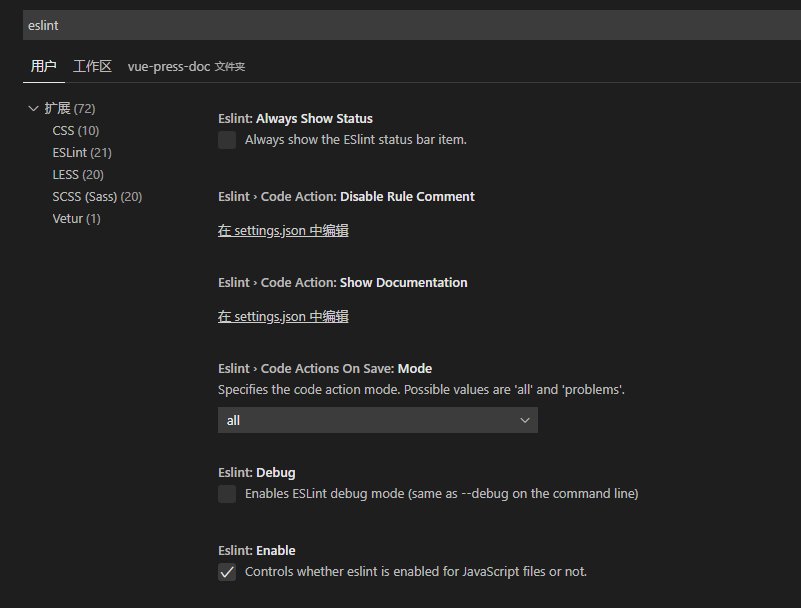 eslint
用户 工作区 vue-press-doc 文件夹
扩展 (72)
CSS (10)
ESLint (21)
LESS (20)
SCSS (Sass) (20)
Vetur (1)
Eslint: Always Show Status
Always show the ESlint status bar item.
Eslint › Code Action: Disable Rule Comment
在 settings.json 中编辑
Eslint › Code Action: Show Documentation
在 settings.json 中编辑
Eslint › Code Actions On Save: Mode
Specifies the code action mode. Possible values are 'all' and 'problems'.
all
Eslint: Debug
Enables ESLint debug mode (same as --debug on the command line)
Eslint: Enable
Controls whether eslint is enabled for JavaScript files or not.